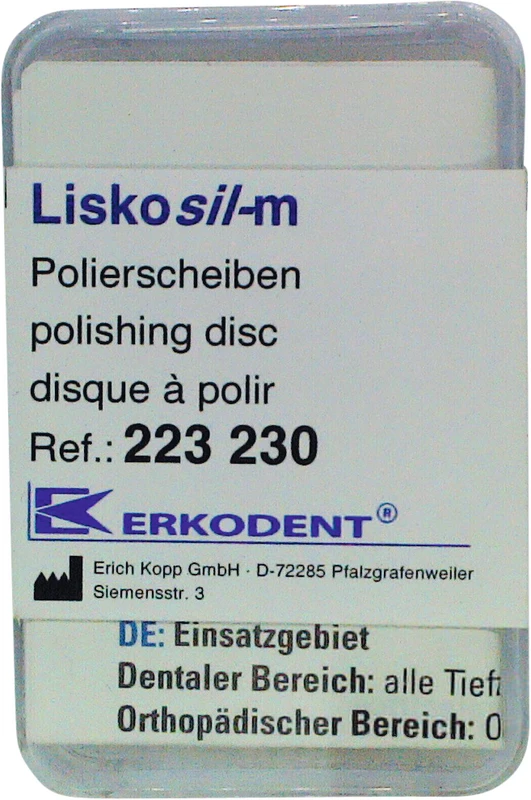 Liskosil-m
Polierscheiben
polishing disc
disque à polir
Ref.: 223 230
ERKODENT®
Erich Kopp GmbH · D-72285 Pfalzgrafenweiler
Siemensstr. 3
DE: Einsatzgebiet
Dentaler Bereich: alle
Orthopädischer Bereich: